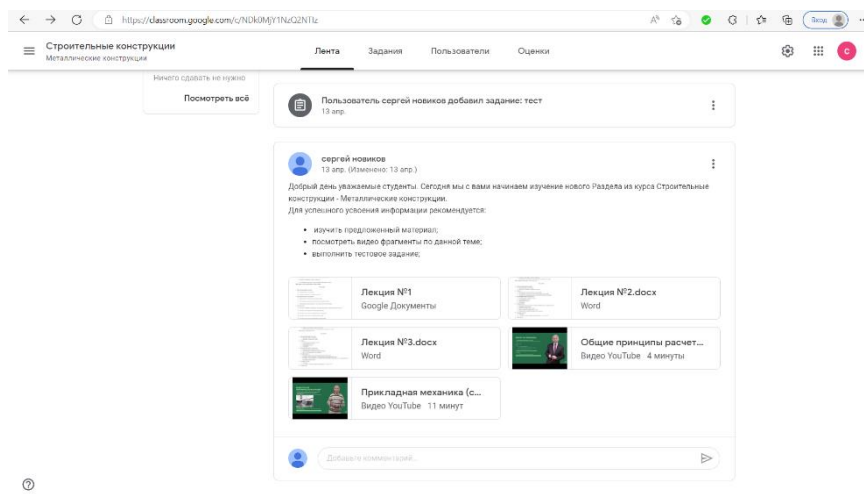 https://classroom.google.com/c/NDk0MjY1NzQ2NTIz
Вход
Строительные конструкции
Металлические конструкции
Лента
Задания
Пользователи
Оценки
с
Ничего сдавать не нужно
Посмотреть всё
Пользователь сергей новиков добавил задание: тест
13 апр.
сергей новиков
13 апр. (Изменено: 13 апр.)
Добрый день уважаемые студенты. Сегодня мы с вами начинаем изучение нового Раздела из курса Строительные
конструкции - Металлические конструкции.
Для успешного усвоения информации рекомендуется:
• изучить предложенный материал;
• посмотреть видео фрагменты по данной теме;
• выполнить тестовое задание;
Лекция №1
Google Документы
Лекция №2.docx
Word
Лекция №3.docx
Word
Общие принципы расчет...
Видео YouTube 4 минуты
Прикладная механика (с...
Видео YouTube 11 минут
Добавьте комментарий...